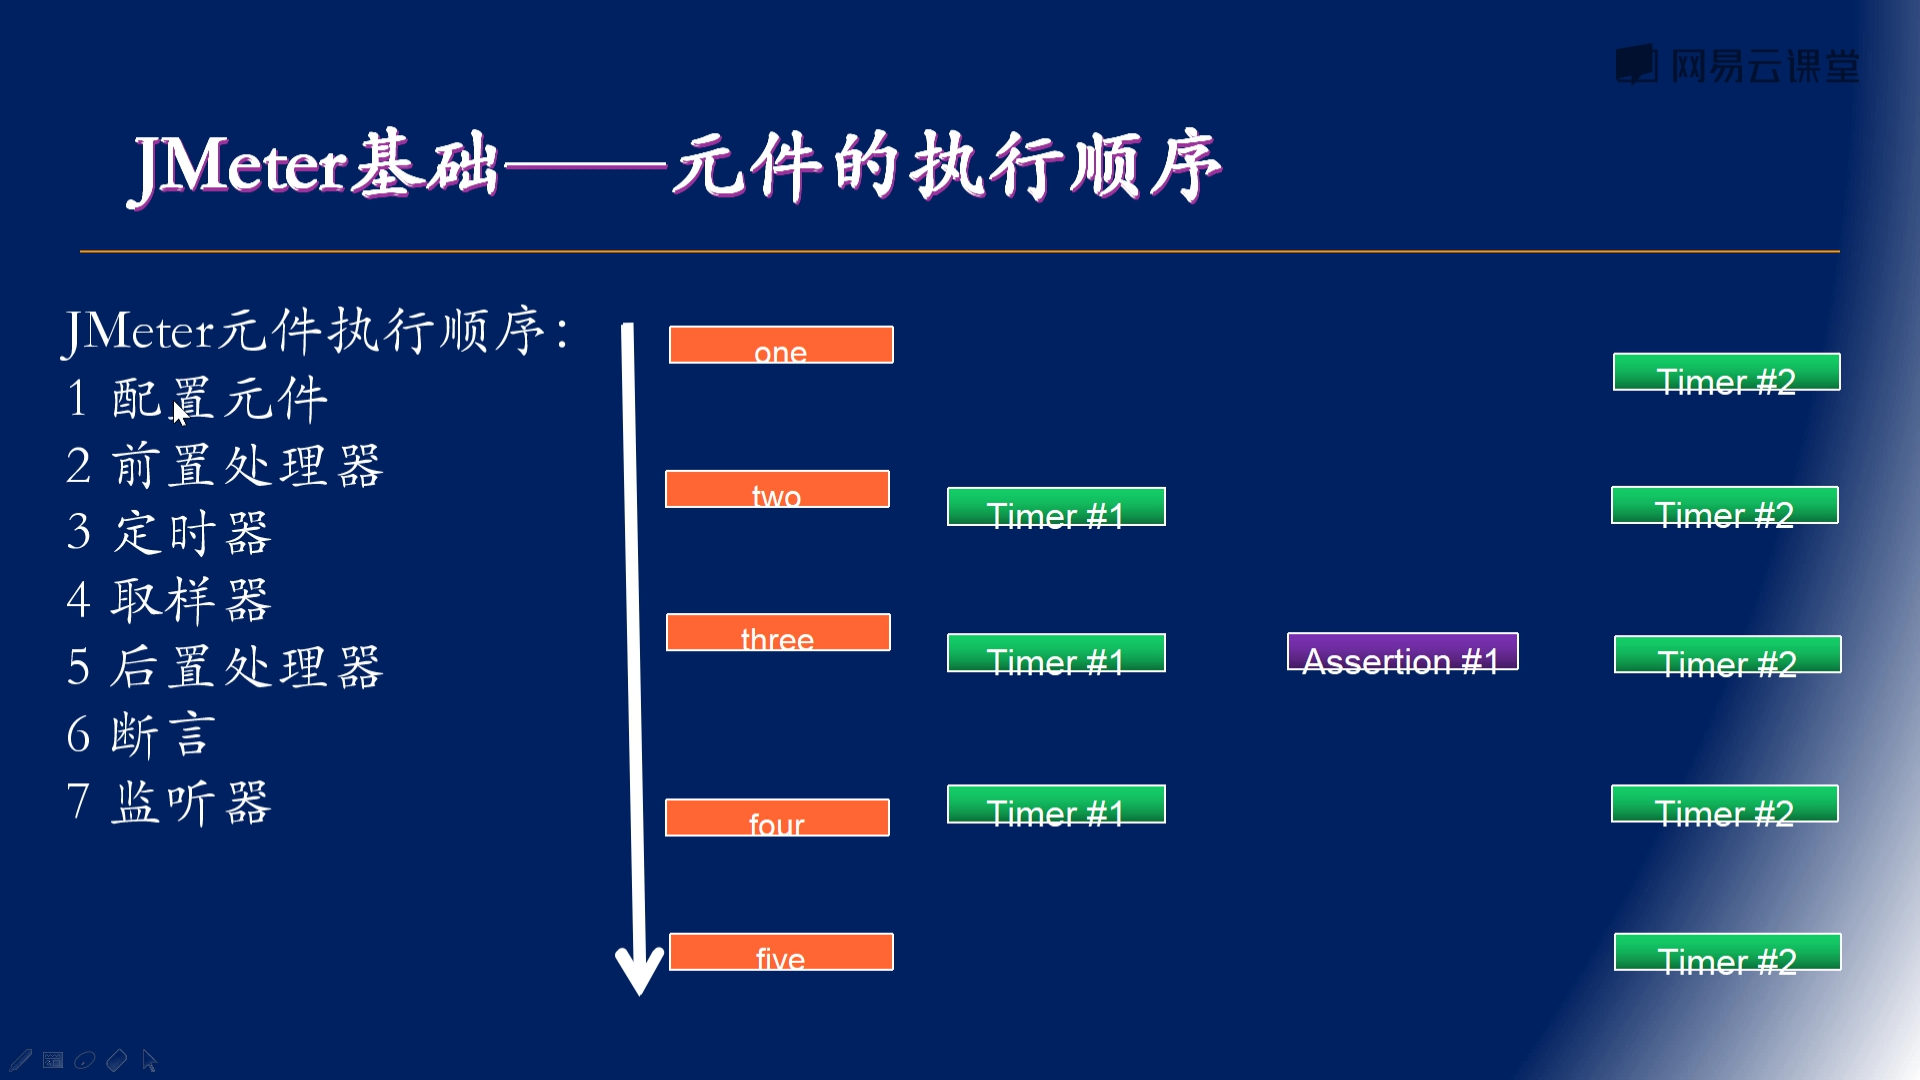 网易云课堂
JMeter基础——元件的执行顺序
JMeter元件执行顺序：
1 配置元件
2 前置处理器
3 定时器
4 取样器
5 后置处理器
6 断言
7 监听器
one
Timer #2
two
Timer #1
Timer #2
three
Timer #1
Assertion #1
Timer #2
four
Timer #1
Timer #2
five
Timer #2